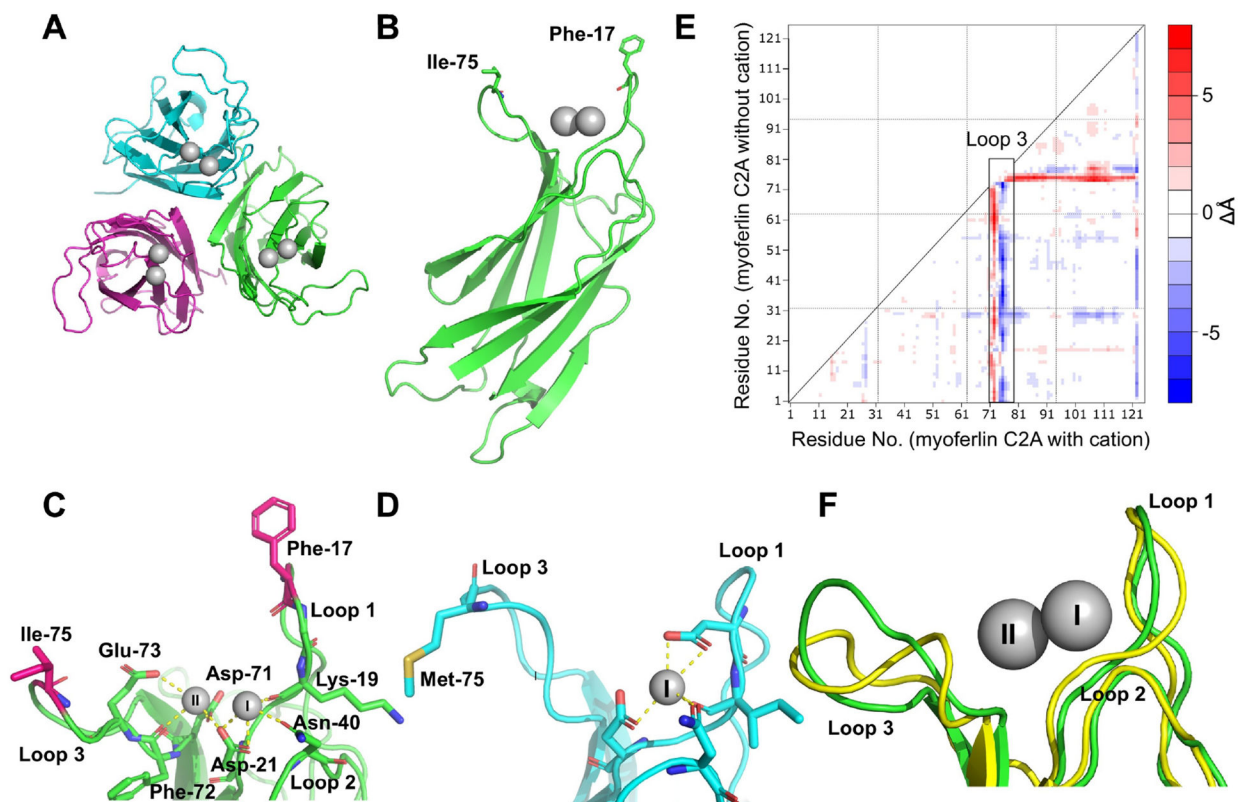 A
B
Phe-17
Ile-75
E
Residue No. (myoferlin C2A without cation)
121
111
101
91
81
71
61
51
41
31
21
11
1
Loop 3
1 11 21 31 41 51 61 71 81 91 101 111 121
Residue No. (myoferlin C2A with cation)
5
0
-5
ΔÅ
C
Phe-17
Loop 1
Ile-75
Glu-73
Asp-71
Lys-19
II
I
Asn-40
Loop 3
Asp-21
Loop 2
Phe-72
D
Loop 3
Loop 1
Met-75
I
F
Loop 1
II
I
Loop 2
Loop 3